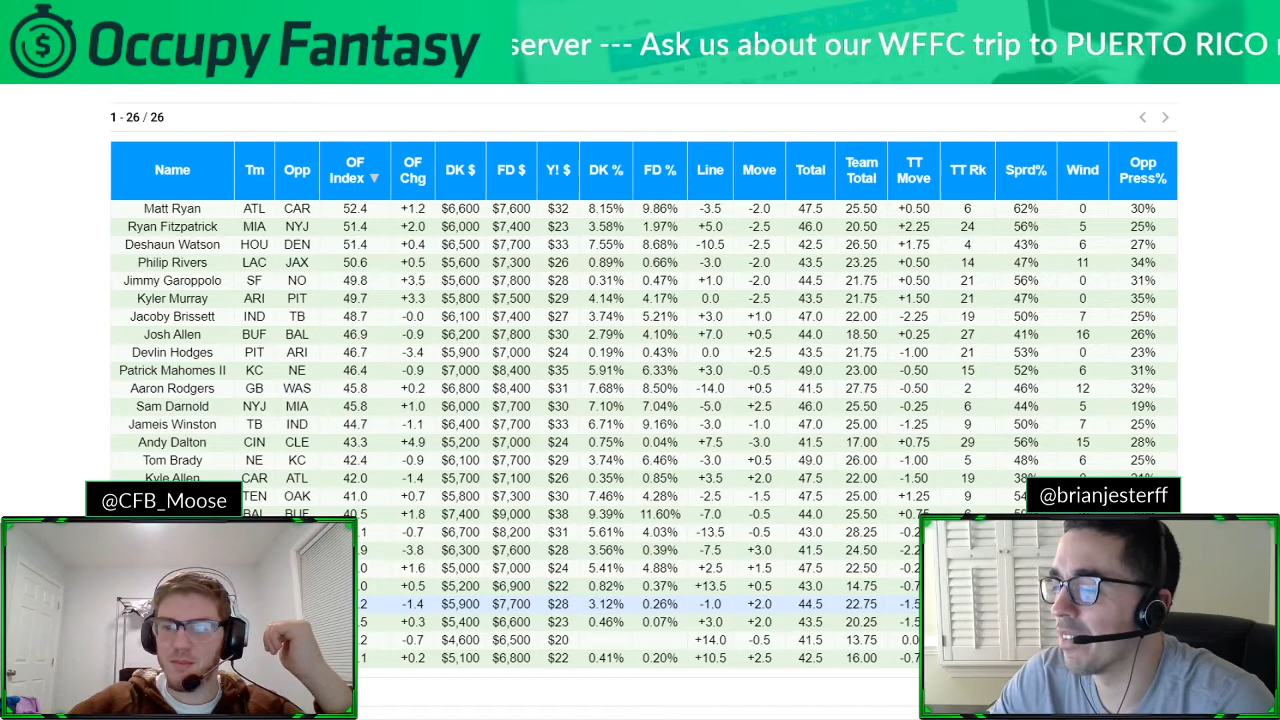 $ Occupy Fantasy
server --- Ask us about our WFFC trip to PUERTO RICO
1 - 26 / 26
Name Tm Opp OF Index ▼ OF Chg DK $ FD $ Y! $ DK % FD % Line Move Total Team Total TT Move TT Rk Sprd% Wind Opp Press%
Matt Ryan ATL CAR 52.4 +1.2 $6,600 $7,600 $32 8.15% 9.86% -3.5 -2.0 47.5 25.50 +0.50 6 62% 0 30%
Ryan Fitzpatrick MIA NYJ 51.4 +2.0 $6,000 $7,400 $23 3.58% 1.97% +5.0 -2.5 46.0 20.50 +2.25 24 56% 5 25%
Deshaun Watson HOU DEN 51.4 +0.4 $6,500 $7,700 $33 7.55% 8.68% -10.5 -2.5 42.5 26.50 +1.75 4 43% 6 27%
Philip Rivers LAC JAX 50.6 +0.5 $5,600 $7,300 $26 0.89% 0.66% -3.0 -2.0 43.5 23.25 +0.50 14 47% 11 34%
Jimmy Garoppolo SF NO 49.8 +3.5 $5,600 $7,800 $28 0.31% 0.47% +1.0 -2.0 44.5 21.75 +0.50 21 56% 0 31%
Kyler Murray ARI PIT 49.7 +3.3 $5,800 $7,500 $29 4.14% 4.17% 0.0 -2.5 43.5 21.75 +1.50 21 47% 0 35%
Jacoby Brissett IND TB 48.7 -0.0 $6,100 $7,400 $27 3.74% 5.21% +3.0 +1.0 47.0 22.00 -2.25 19 50% 7 25%
Josh Allen BUF BAL 46.9 -0.9 $6,200 $7,800 $30 2.79% 4.10% +7.0 +0.5 44.0 18.50 +0.25 27 41% 16 26%
Devlin Hodges PIT ARI 46.7 -3.4 $5,900 $7,000 $24 0.19% 0.43% 0.0 +2.5 43.5 21.75 -1.00 21 53% 0 23%
Patrick Mahomes II KC NE 46.4 -0.9 $7,000 $8,400 $35 5.91% 6.33% +3.0 -0.5 49.0 23.00 -0.50 15 52% 6 31%
Aaron Rodgers GB WAS 45.8 +0.2 $6,800 $8,400 $31 7.68% 8.50% -14.0 +0.5 41.5 27.75 -0.50 2 46% 12 32%
Sam Darnold NYJ MIA 45.8 +1.0 $6,000 $7,700 $30 7.10% 7.04% -5.0 +2.5 46.0 25.50 -0.25 6 44% 5 19%
Jameis Winston TB IND 44.7 -1.1 $6,400 $7,700 $33 6.71% 9.16% -3.0 -1.0 47.0 25.00 -1.25 9 50% 7 25%
Andy Dalton CIN CLE 43.3 +4.9 $5,200 $7,000 $24 0.75% 0.04% +7.5 -3.0 41.5 17.00 +0.75 29 56% 15 28%
Tom Brady NE KC 42.4 -0.9 $6,100 $7,700 $29 3.74% 6.46% -3.0 +0.5 49.0 26.00 -1.00 5 48% 6 25%
Kyle Allen CAR ATL 42.0 -1.4 $5,700 $7,100 $26 0.35% 0.85% +3.5 +2.0 47.5 22.00 -1.50 19
TEN OAK 41.0 +0.7 $5,800 $7,300 $30 7.46% 4.28% -2.5 -1.5 47.5 25.00 +1.25 9
BAL BUF 40.5 +1.8 $7,400 $9,000 $38 9.39% 11.60% -7.0 -0.5 44.0 25.50
-0.7 $6,700 $8,200 $31 5.61% 4.03% -13.5 -0.5 43.0 28.25
-3.8 $6,300 $7,600 $28 3.56% 0.39% -7.5 +3.0 41.5 24.50
+1.6 $5,000 $7,000 $24 5.41% 4.88% +2.5 +1.5 47.5 22.50
+0.5 $5,200 $6,900 $22 0.82% 0.37% +13.5 +0.5 43.0 14.75
-1.4 $5,900 $7,700 $28 3.12% 0.26% -1.0 +2.0 44.5 22.75
+0.3 $5,400 $6,600 $23 0.46% 0.07% +3.0 +2.0 42.5 20.25
-0.7 $4,600 $6,500 $20 +14.0 -0.5 41.5 13.75
+0.2 $5,100 $6,800 $22 0.41% 0.20% +10.5 +2.5 42.5 16.00
@CFB_Moose
@brianjesterff